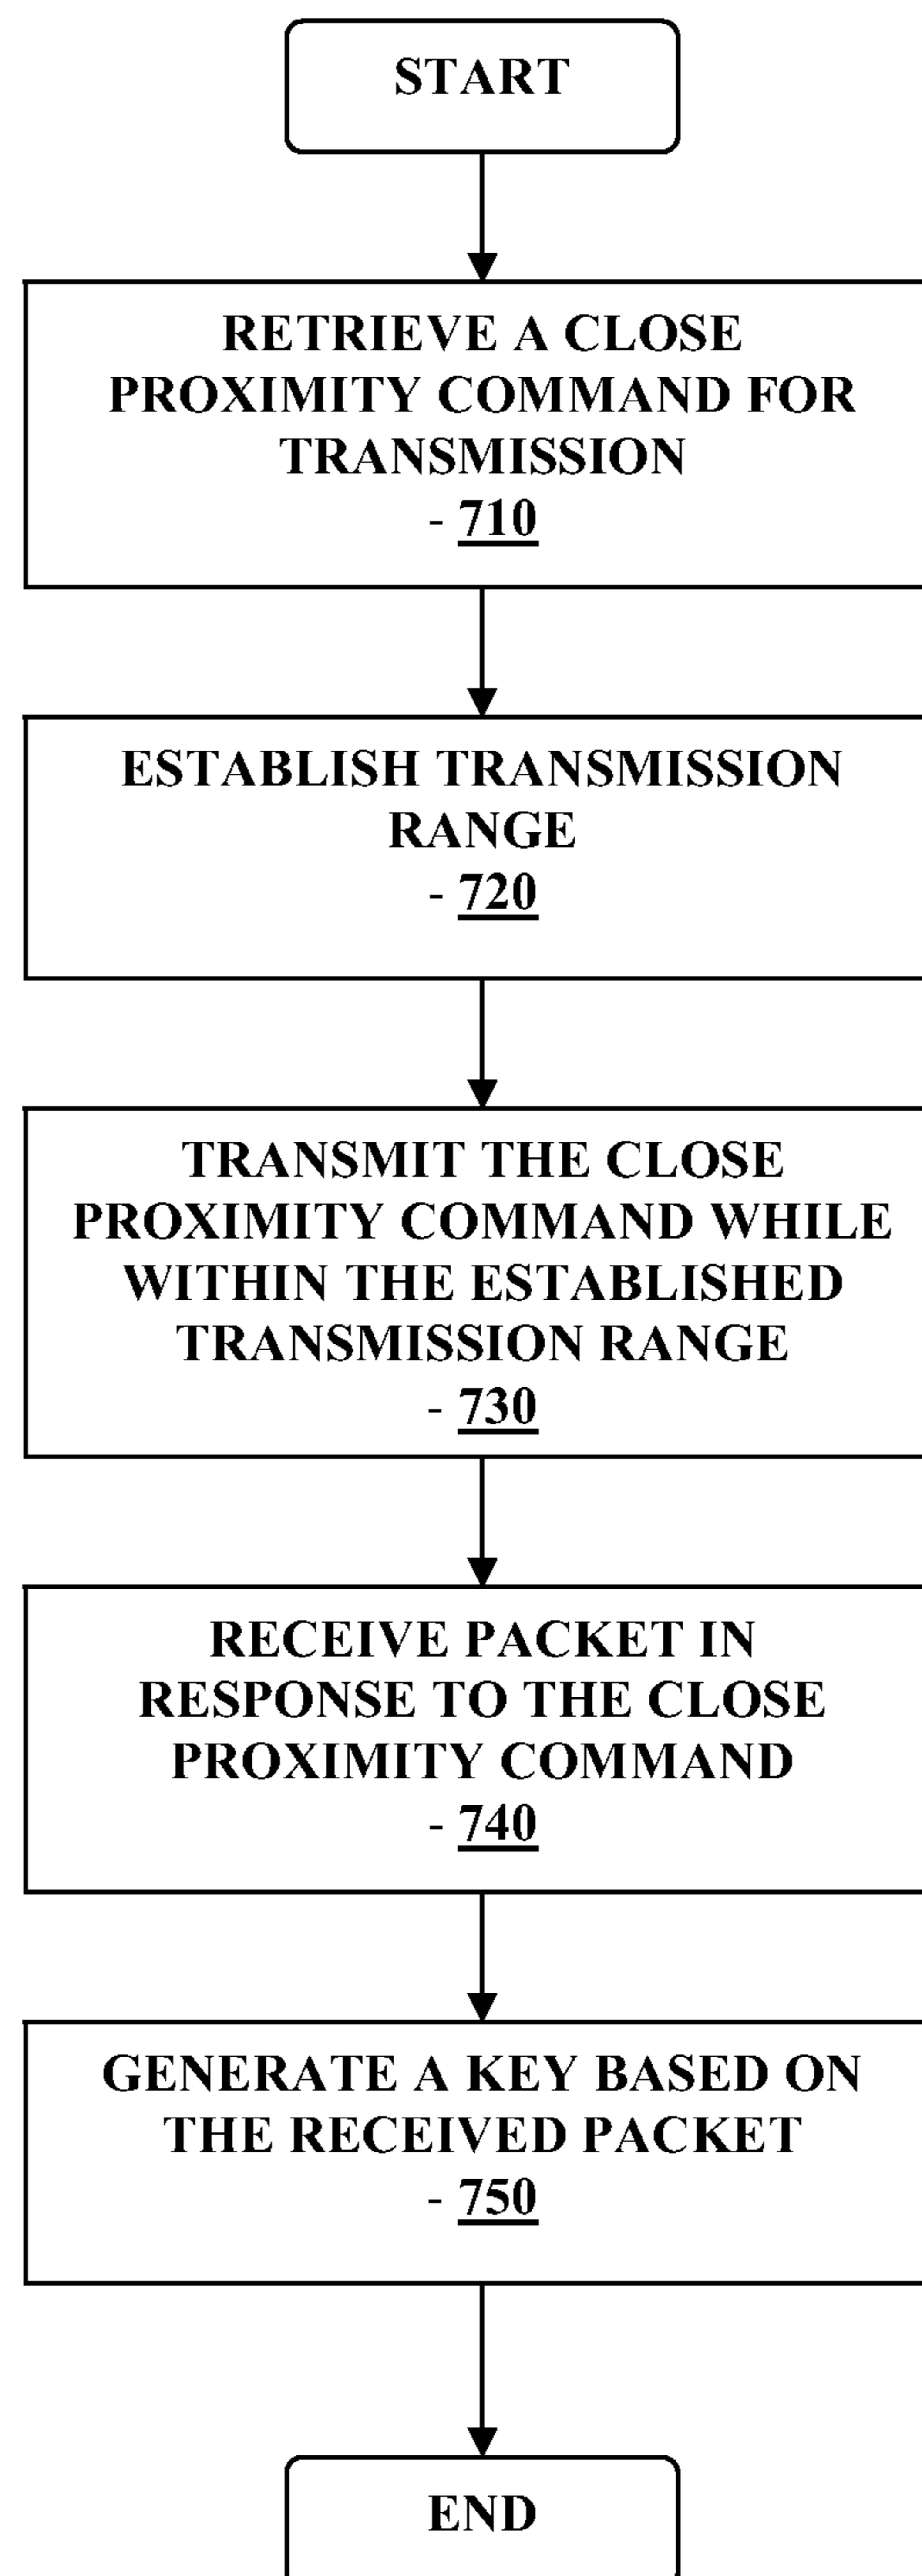 START
RETRIEVE A CLOSE
PROXIMITY COMMAND FOR
TRANSMISSION
- 710
ESTABLISH TRANSMISSION
RANGE
- 720
TRANSMIT THE CLOSE
PROXIMITY COMMAND WHILE
WITHIN THE ESTABLISHED
TRANSMISSION RANGE
- 730
RECEIVE PACKET IN
RESPONSE TO THE CLOSE
PROXIMITY COMMAND
- 740
GENERATE A KEY BASED ON
THE RECEIVED PACKET
- 750
END